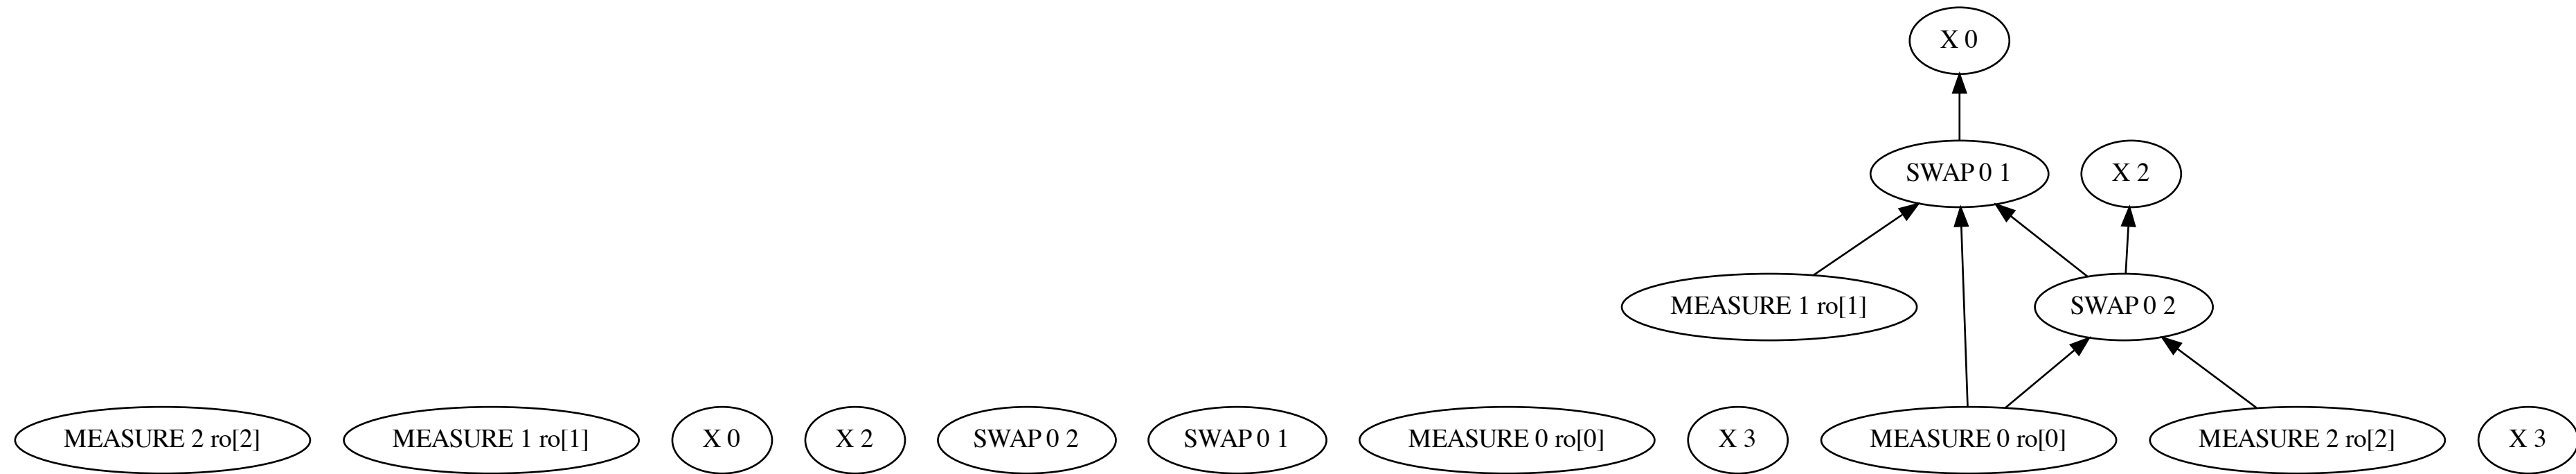 X 0
SWAP 0 1
X 2
MEASURE 1 ro[1]
SWAP 0 2
MEASURE 2 ro[2]
MEASURE 1 ro[1]
X 0
X 2
SWAP 0 2
SWAP 0 1
MEASURE 0 ro[0]
X 3
MEASURE 0 ro[0]
MEASURE 2 ro[2]
X 3